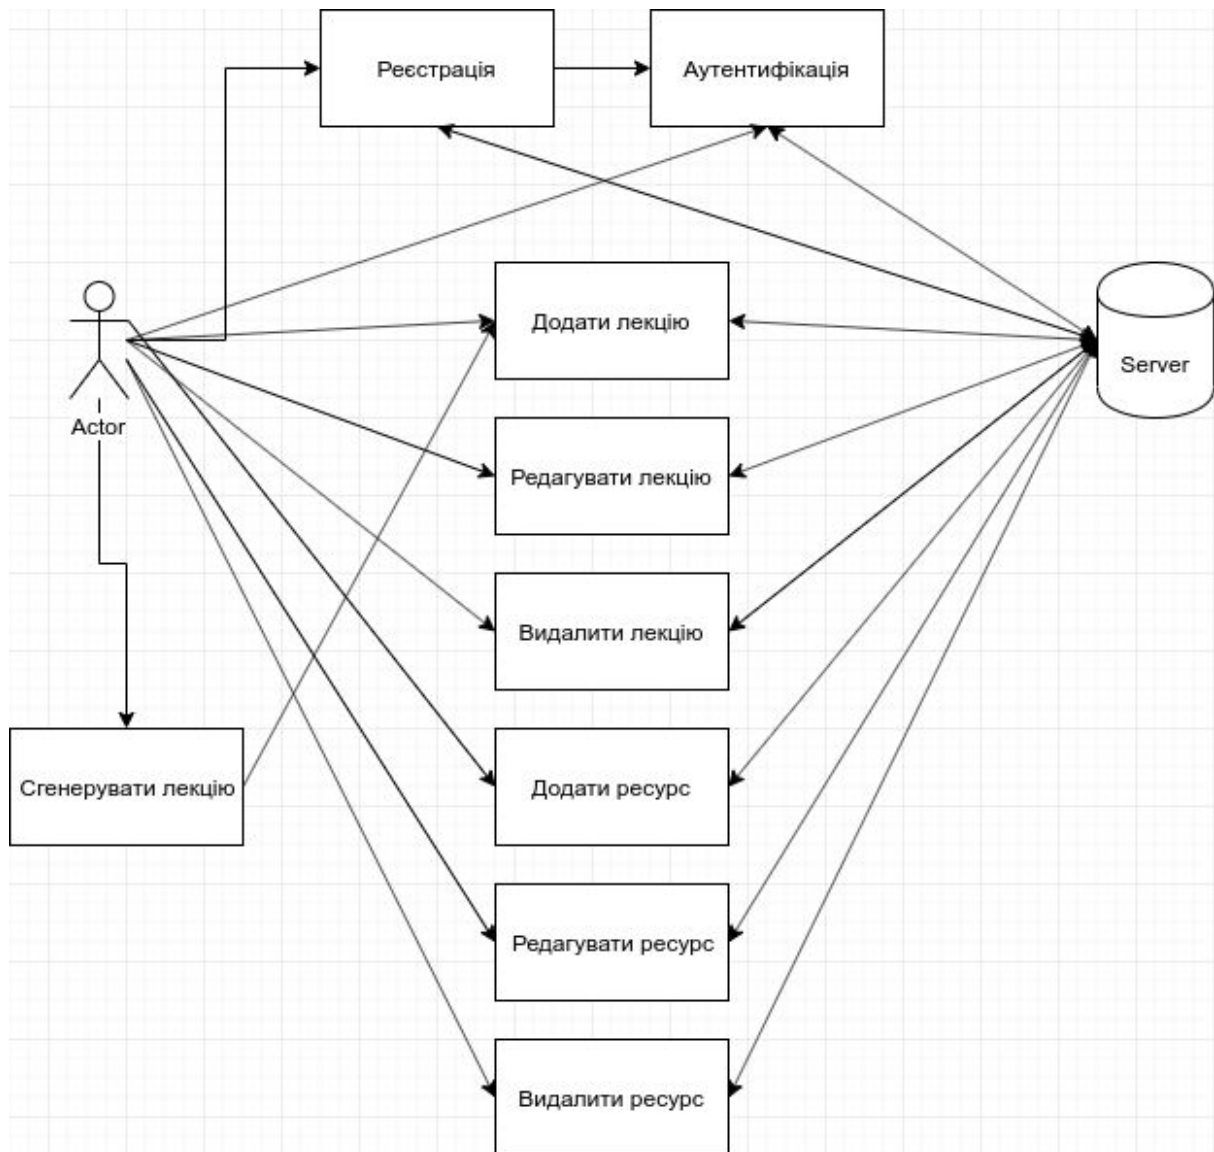 Реєстрація
Аутентифікація
Додати лекцію
Server
Actor
Редагувати лекцію
Видалити лекцію
Сгенерувати лекцію
Додати ресурс
Редагувати ресурс
Видалити ресурс